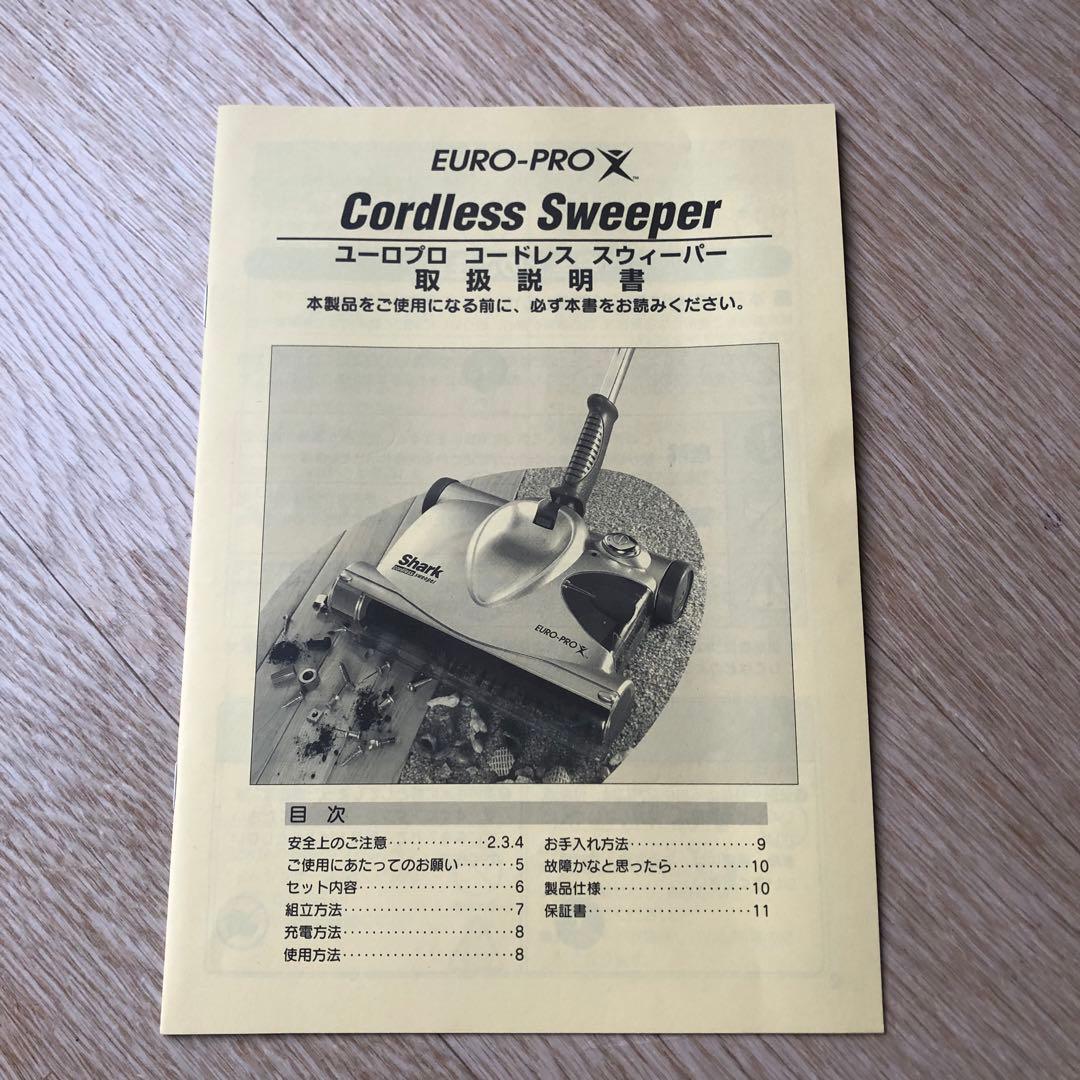 EURO-PRO X™
Cordless Sweeper
ユーロプロ コードレス スウィーパー
取扱説明書
本製品をご使用になる前に、必ず本書をお読みください。
Shark
cordless sweeper
EURO-PRO X
目 次
安全上のご注意··············2.3.4
ご使用にあたってのお願い········5
セット内容······················6
組立方法························7
充電方法························8
使用方法························8
お手入れ方法··················9
故障かなと思ったら···········10
製品仕様·····················10
保証書·······················11